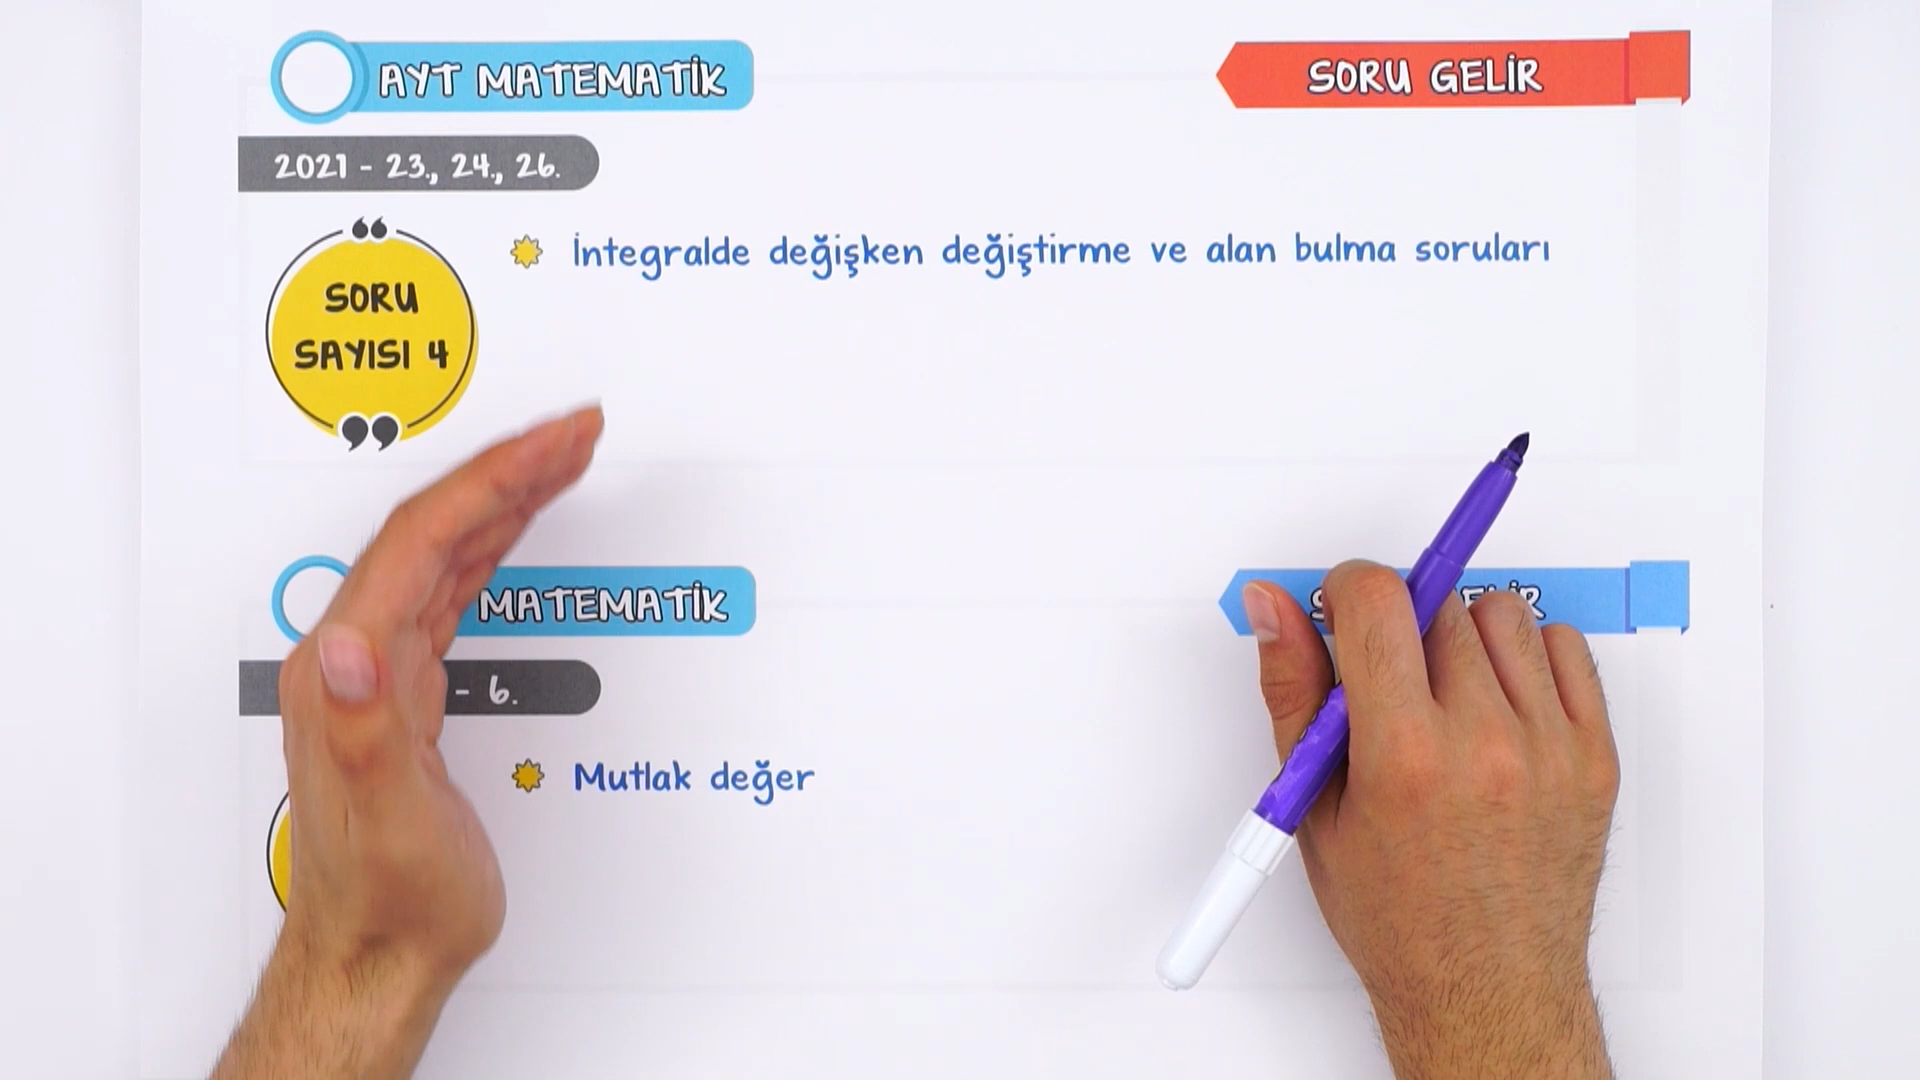 AYT MATEMATİK
SORU GELİR
2021 - 23., 24., 26.
İntegralde değişken değiştirme ve alan bulma soruları
SORU
SAYISI 4
MATEMATİK
- 6.
Mutlak değer